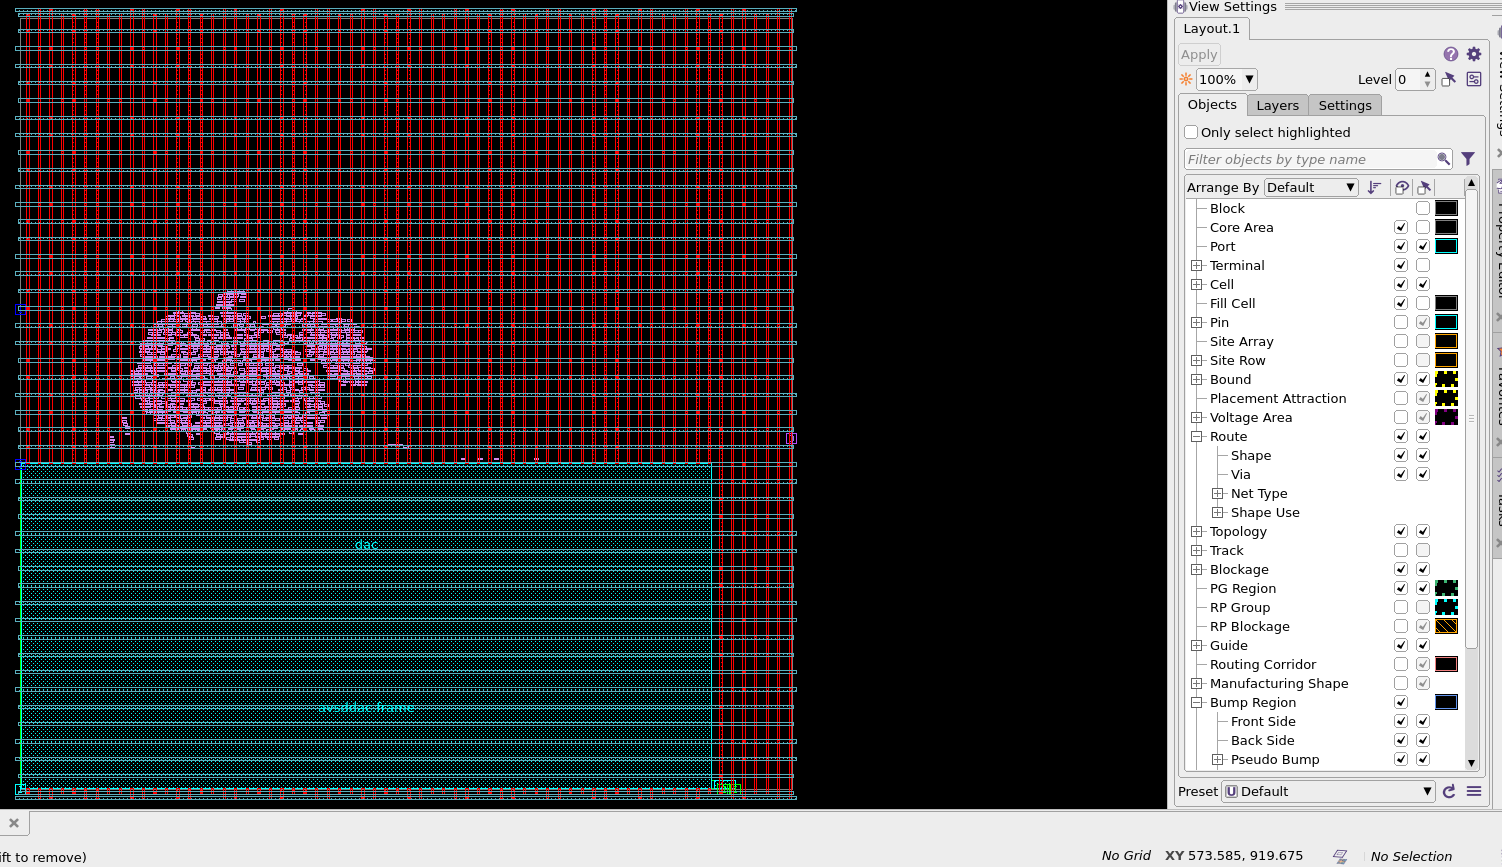 View Settings
Layout.1
Apply
100%
Level 0
Objects Layers Settings
Only select highlighted
Filter objects by type name
Arrange By Default
Block
Core Area
Port
Terminal
Cell
Fill Cell
Pin
Site Array
Site Row
Bound
Placement Attraction
Voltage Area
Route
Shape
Via
Net Type
Shape Use
Topology
Track
Blockage
PG Region
RP Group
RP Blockage
Guide
Routing Corridor
Manufacturing Shape
Bump Region
Front Side
Back Side
Pseudo Bump
Preset Default
dac
avsddac.frame
ift to remove)
No Grid XY 573.585, 919.675 No Selection